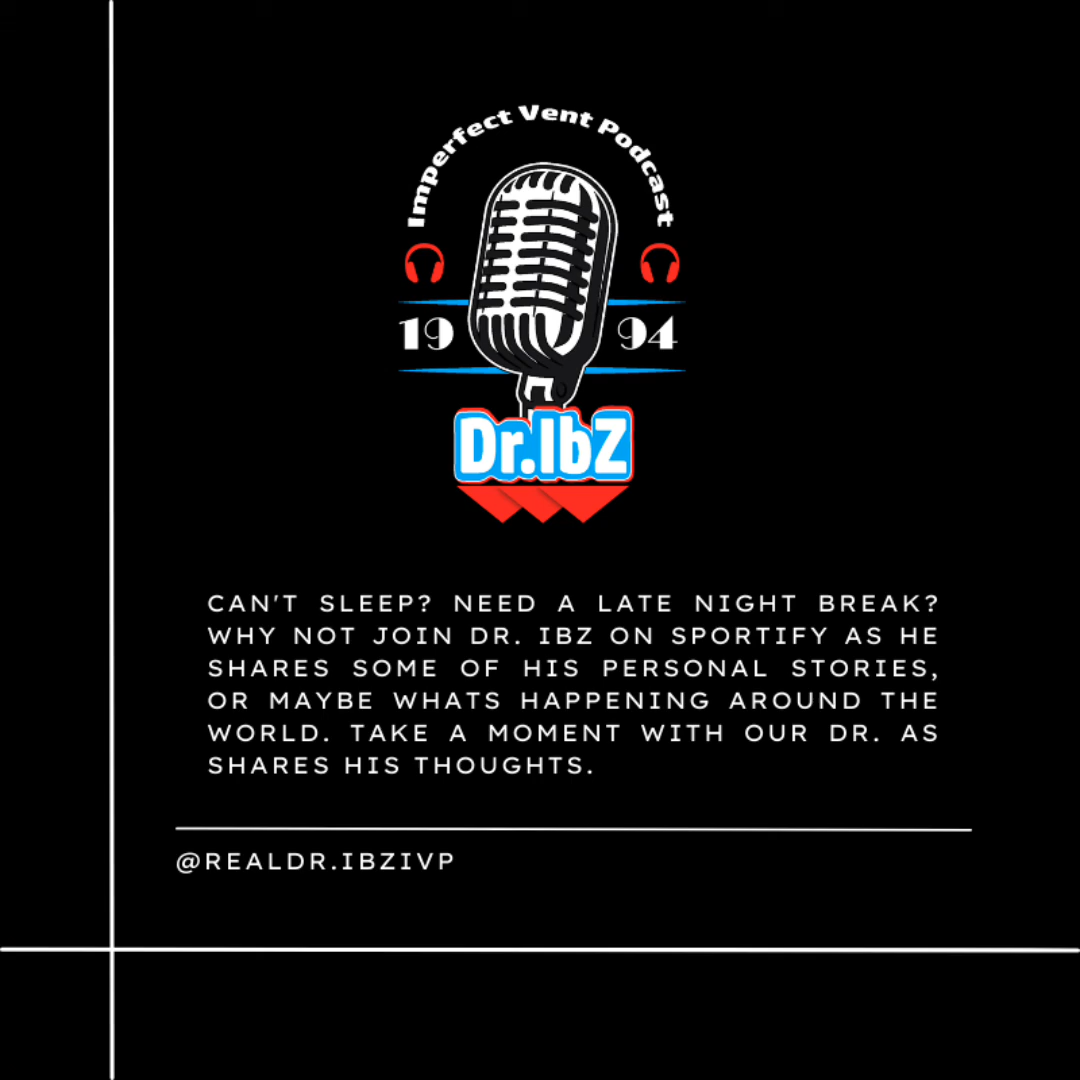 Imperfect Vent Podcast
19 94
Dr.IbZ
CAN'T SLEEP? NEED A LATE NIGHT BREAK?
WHY NOT JOIN DR. IBZ ON SPORTIFY AS HE
SHARES SOME OF HIS PERSONAL STORIES,
OR MAYBE WHATS HAPPENING AROUND THE
WORLD. TAKE A MOMENT WITH OUR DR. AS
SHARES HIS THOUGHTS.
@REALDR.IBZIVP